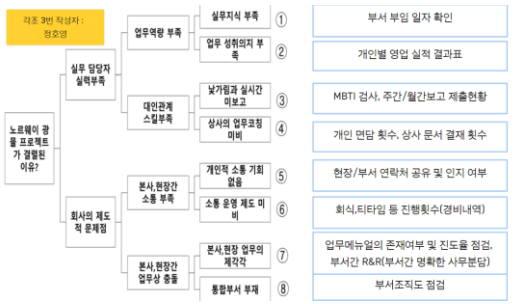 각조 3번 작성자 :
정호영
노르웨이 광
물 프로젝트
가 결렬된
이유?
실무 담당자
실력부족
회사의 제도
적 문제점
업무역량 부족
대인관계
스킬부족
본사,현장간
소통 부족
본사,현장간
업무상 충돌
실무지식 부족
①
부서 부임 일자 확인
업무 성취의지 부
족
②
개인별 영업 실적 결과표
낯가림과 실시간
미보고
③
MBTI 검사, 주간/월간보고 제출현황
상사의 업무코칭
미비
④
개인 면담 횟수, 상사 문서 결재 횟수
개인적 소통 기회
없음
⑤
현장/부서 연락처 공유 및 인지 여부
소통 운영 제도 미
비
⑥
회식,티타임 등 진행횟수(경비내역)
본사,현장 업무의
제각각
⑦
업무메뉴얼의 존재여부 및 진도율 점검,
부서간 R&R(부서간 명확한 사무분담)
통합부서 부재
⑧
부서조직도 점검